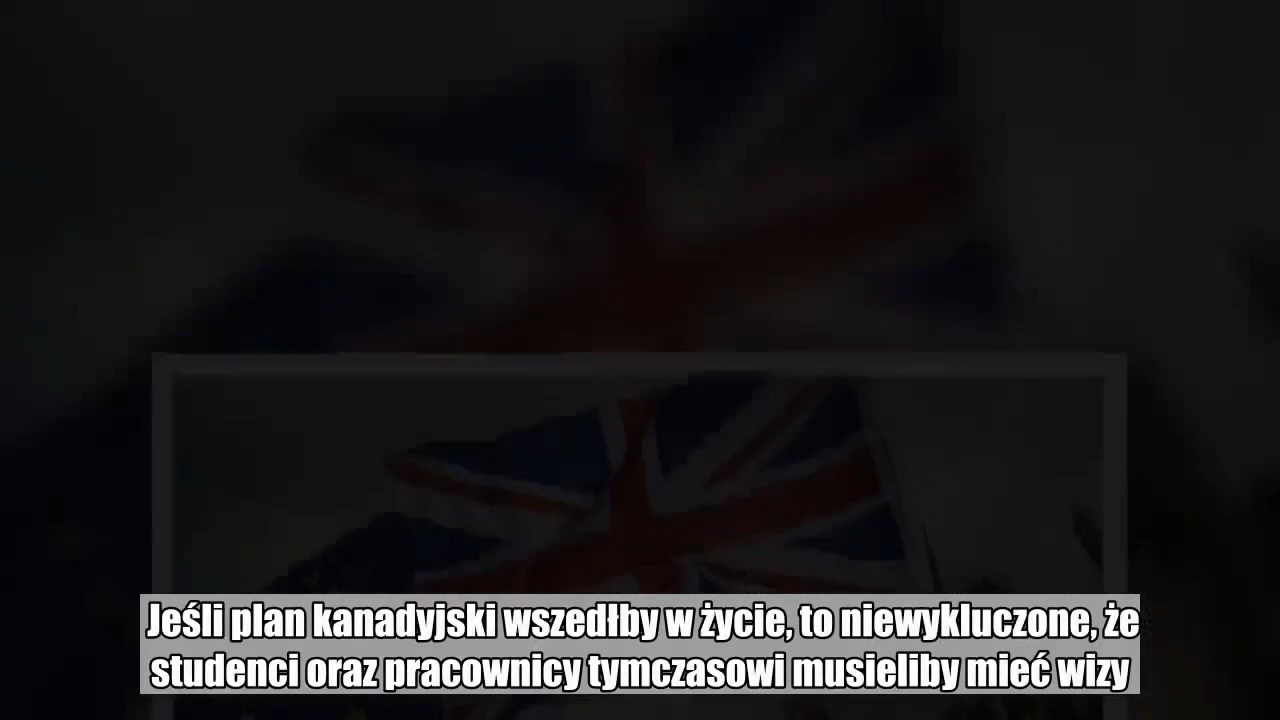 Jeśli plan kanadyjski wszedłby w życie, to niewykluczone, że
studenci oraz pracownicy tymczasowi musieliby mieć wizy